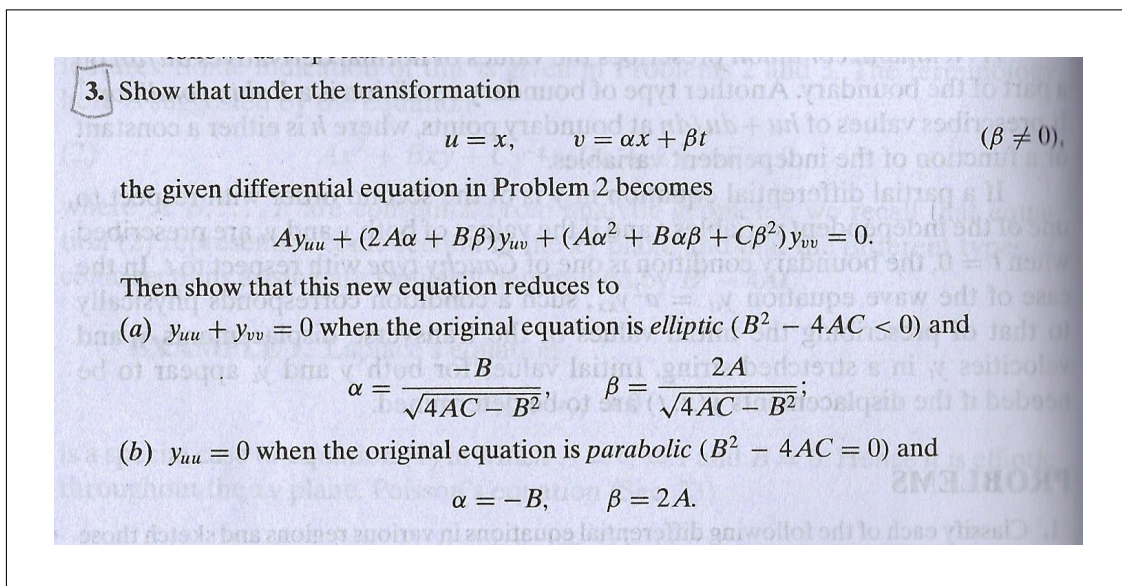 3. Show that under the transformation
u = x, v = αx + βt (β ≠ 0),
the given differential equation in Problem 2 becomes
Ay_uu + (2Aα + Bβ)y_uv + (Aα² + Bαβ + Cβ²)y_vv = 0.
Then show that this new equation reduces to
(a) y_uu + y_vv = 0 when the original equation is elliptic (B² − 4AC < 0) and
α = −B/√(4AC − B²), β = 2A/√(4AC − B²);
(b) y_uu = 0 when the original equation is parabolic (B² − 4AC = 0) and
α = −B, β = 2A.